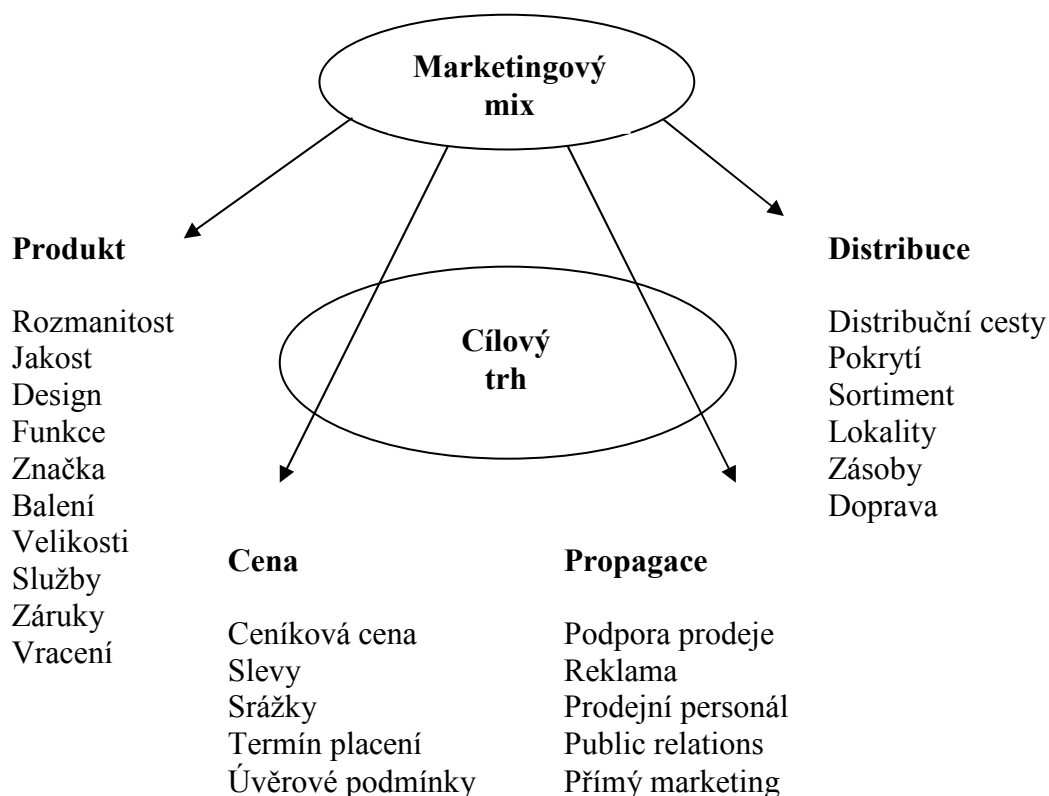 Marketingový
mix
Produkt
Rozmanitost
Jakost
Design
Funkce
Značka
Balení
Velikosti
Služby
Záruky
Vracení
Cílový
trh
Distribuce
Distribuční cesty
Pokrytí
Sortiment
Lokality
Zásoby
Doprava
Cena
Ceníková cena
Slevy
Srážky
Termín placení
Úvěrové podmínky
Propagace
Podpora prodeje
Reklama
Prodejní personál
Public relations
Přímý marketing